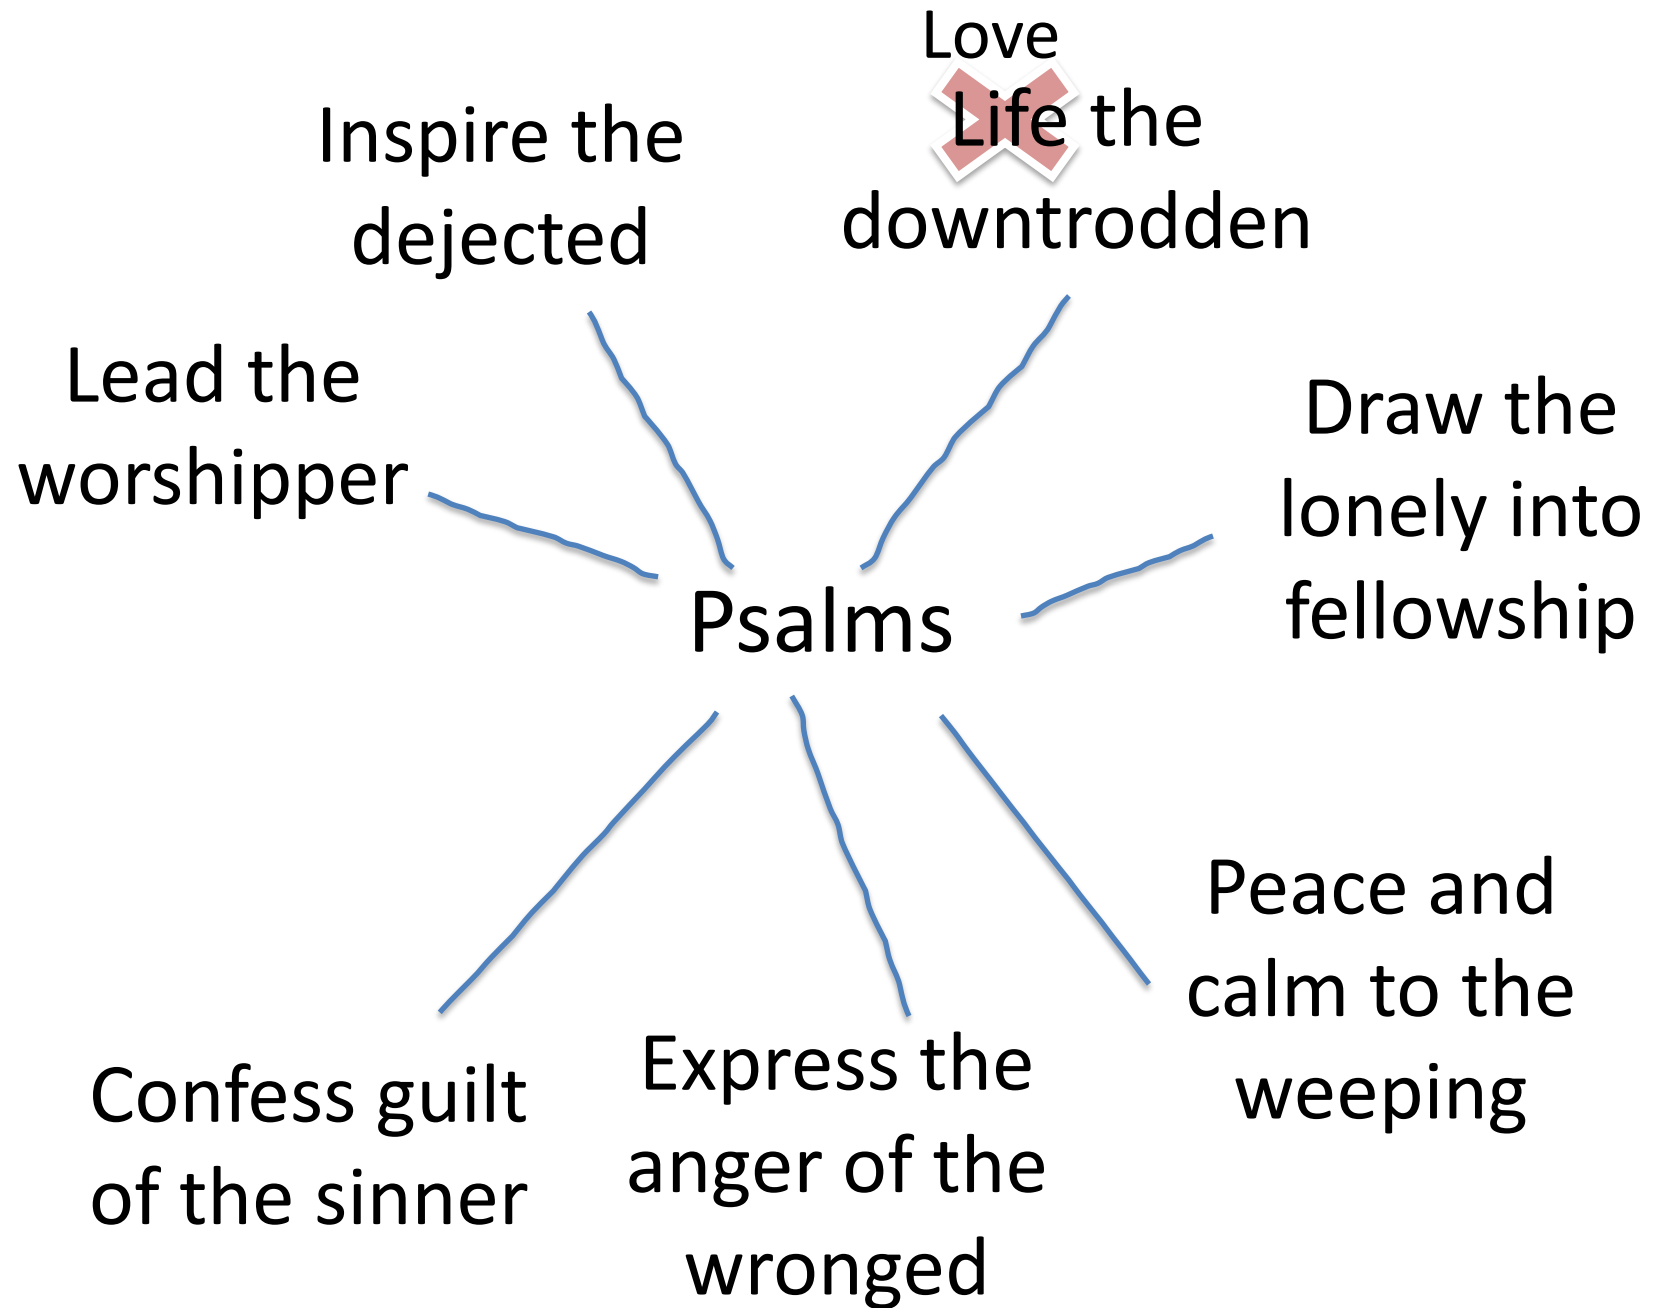 Love
Life the
downtrodden
Inspire the
dejected
Lead the
worshipper
Draw the
lonely into
fellowship
Psalms
Peace and
calm to the
weeping
Express the
anger of the
wronged
Confess guilt
of the sinner